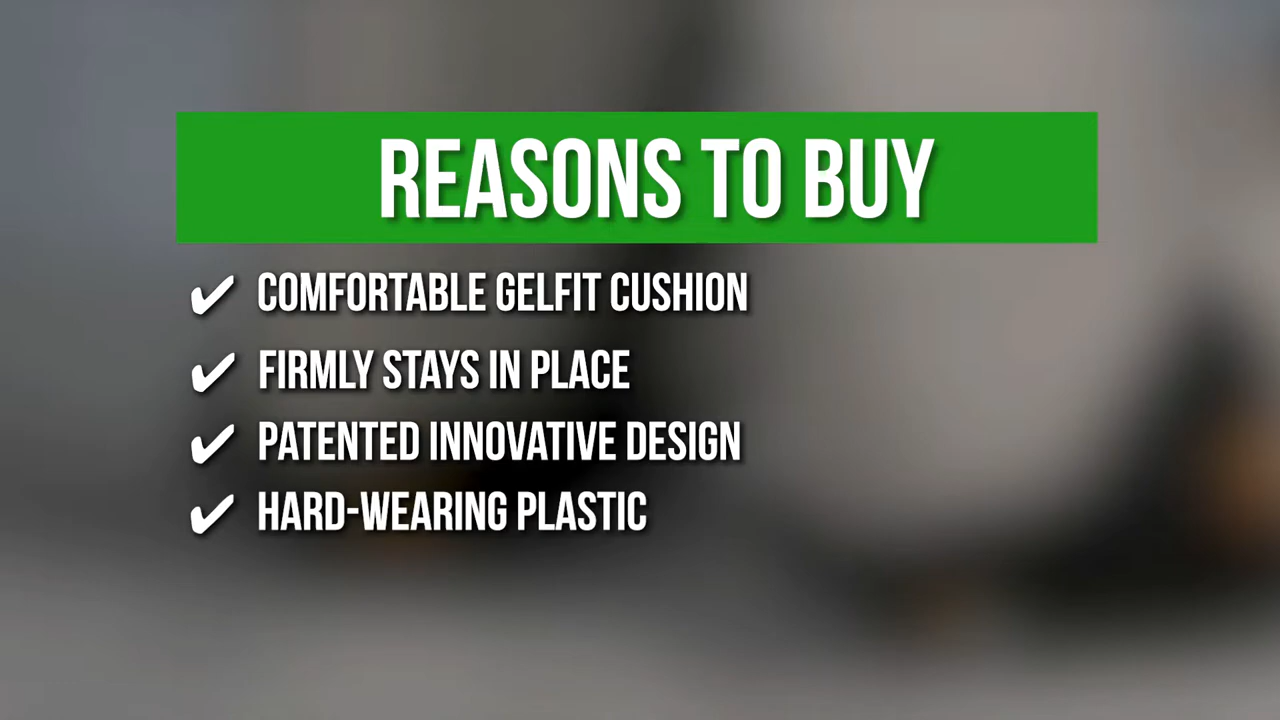 REASONS TO BUY
✔ COMFORTABLE GELFIT CUSHION
✔ FIRMLY STAYS IN PLACE
✔ PATENTED INNOVATIVE DESIGN
✔ HARD-WEARING PLASTIC